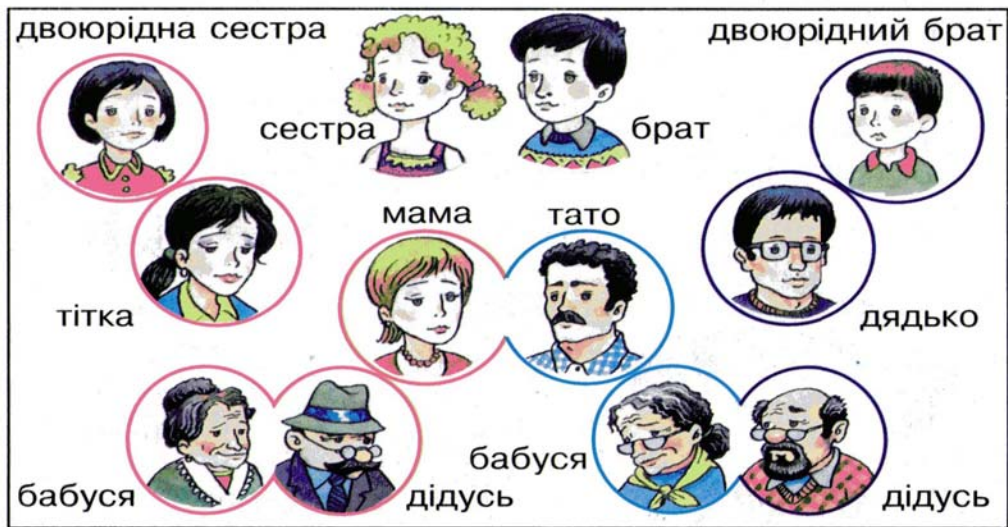 двоюрідна сестра
двоюрідний брат
сестра
брат
мама
тато
тітка
дядько
бабуся
дідусь
бабуся
дідусь